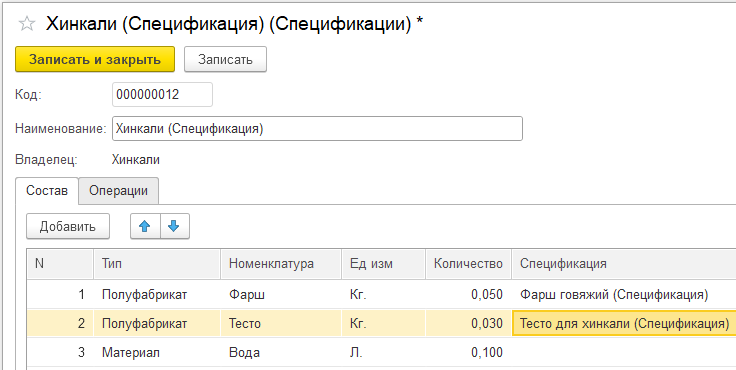 Хинкали (Спецификация) (Спецификации) *
Записать и закрыть Записать
Код: 000000012
Наименование: Хинкали (Спецификация)
Владелец: Хинкали
Состав Операции
Добавить
N Тип Номенклатура Ед изм Количество Спецификация
1 Полуфабрикат Фарш Кг. 0,050 Фарш говяжий (Спецификация)
2 Полуфабрикат Тесто Кг. 0,030 Тесто для хинкали (Спецификация)
3 Материал Вода Л. 0,100